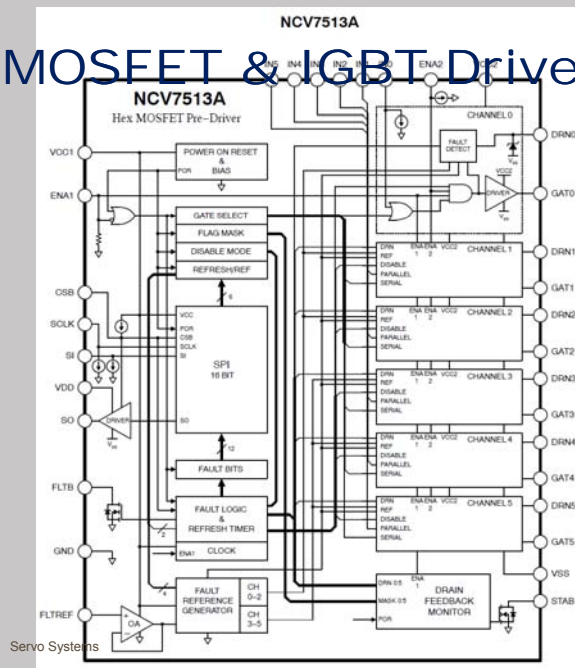 NCV7513A
MOSFET & IGBT Drive
IN5 IN4 IN2 ENA2
NCV7513A
Hex MOSFET Pre-Driver
CHANNEL 0
DRN0
FAULT
DETECT
VCC1
POWER ON RESET
&
BIAS
POR
VCC2
DRIVER
GAT0
VSS
ENA1
GATE SELECT
FLAG MASK
DISABLE MODE
REFRESH/REF
6
DRN
REF
DISABLE
PARALLEL
SERIAL
ENA 1
ENA 2
VCC2
CHANNEL 1
DRN1
GAT1
CSB
SCLK
SI
VDD
SO
VCC
POR
CSB
SCLK
SI
SPI
16 BIT
SO
DRIVER
VSS
12
DRN
REF
DISABLE
PARALLEL
SERIAL
ENA 1
ENA 2
VCC2
CHANNEL 2
DRN2
GAT2
DRN
REF
DISABLE
PARALLEL
SERIAL
ENA 1
ENA 2
VCC2
CHANNEL 3
DRN3
GAT3
FAULT BITS
DRN
REF
DISABLE
PARALLEL
SERIAL
ENA 1
ENA 2
VCC2
CHANNEL 4
DRN4
GAT4
FLTB
FAULT LOGIC
&
REFRESH TIMER
2
DRN
REF
DISABLE
PARALLEL
SERIAL
ENA 1
ENA 2
VCC2
CHANNEL 5
DRN5
GAT5
GND
ENA1
CLOCK
VSS
4
FAULT
REFERENCE
GENERATOR
CH
0-2
CH
3-5
ENA
1
DRN 0:5
MASK 0:5
POR
DRAIN
FEEDBACK
MONITOR
STAB
FLTREF
+
OA
−
Servo Systems